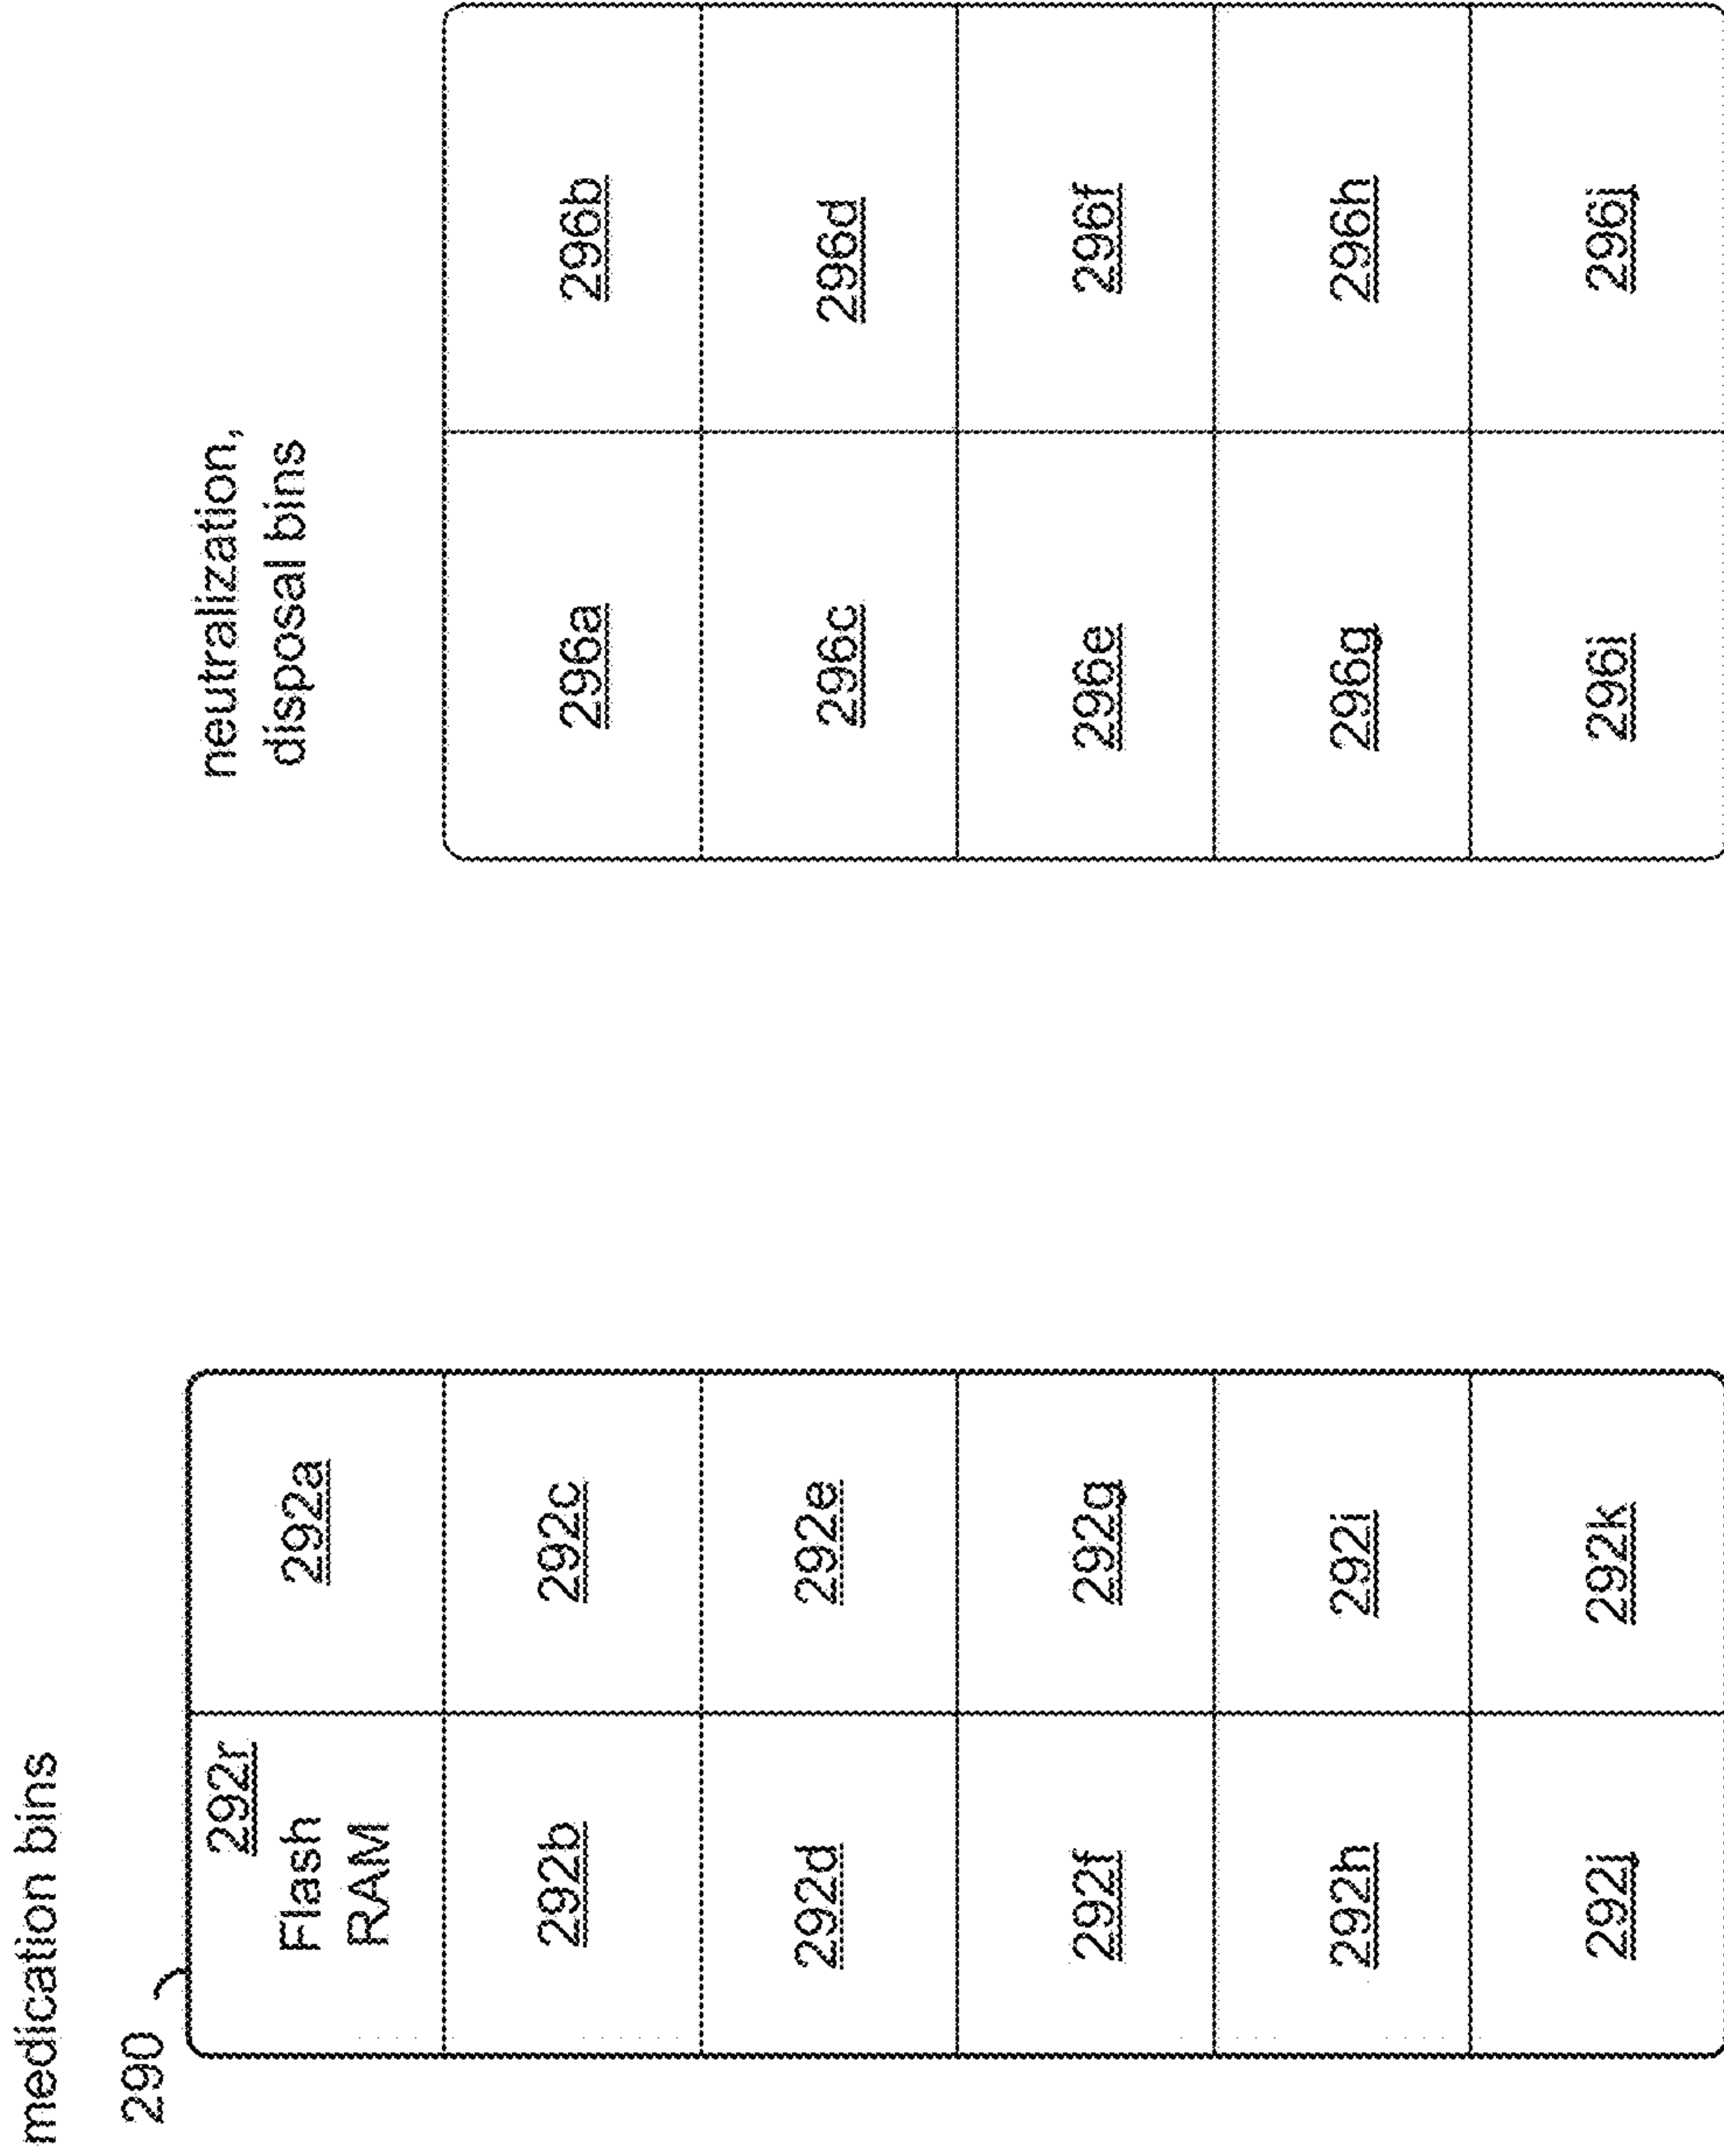 medication bins
290
292r
Flash
RAM
292a
292b
292c
292d
292e
292f
292g
292h
292i
292j
292k
neutralization,
disposal bins
296a
296b
296c
296d
296e
296f
296g
296h
296i
296j